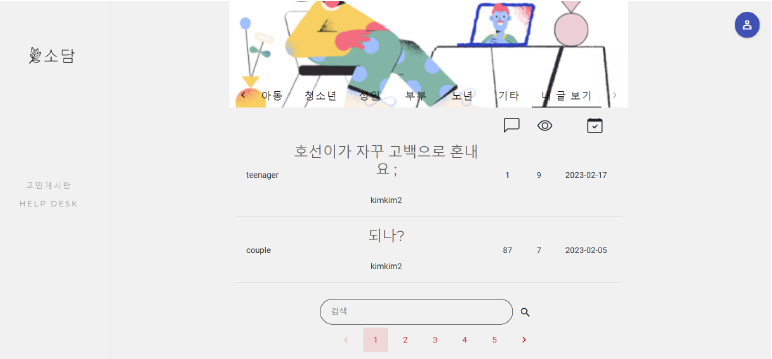 소담
아동 청소년 성인 부류 노년 기타 내 글 보기
고민게시판
HELP DESK
호선이가 자꾸 고백으로 혼내
요 ;
teenager 1 9 2023-02-17
kimkim2
되나?
couple 87 7 2023-02-05
kimkim2
검색
1 2 3 4 5